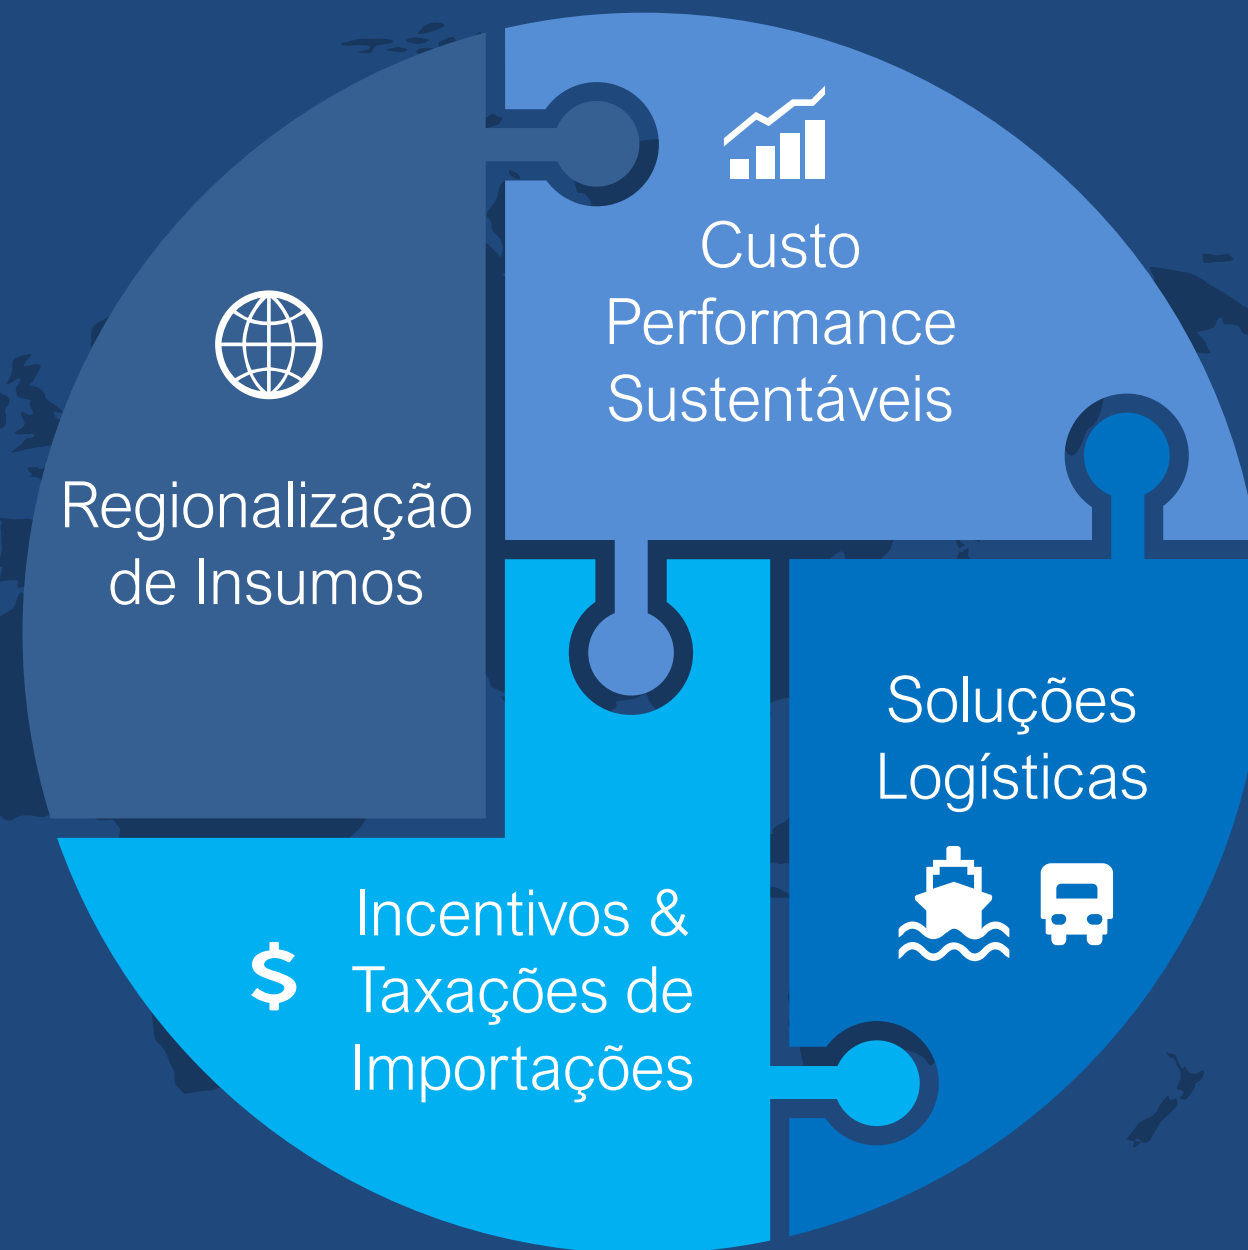 Custo
Performance
Sustentáveis
Regionalização
de Insumos
Soluções
Logísticas
Incentivos &
Taxações de
Importações
$